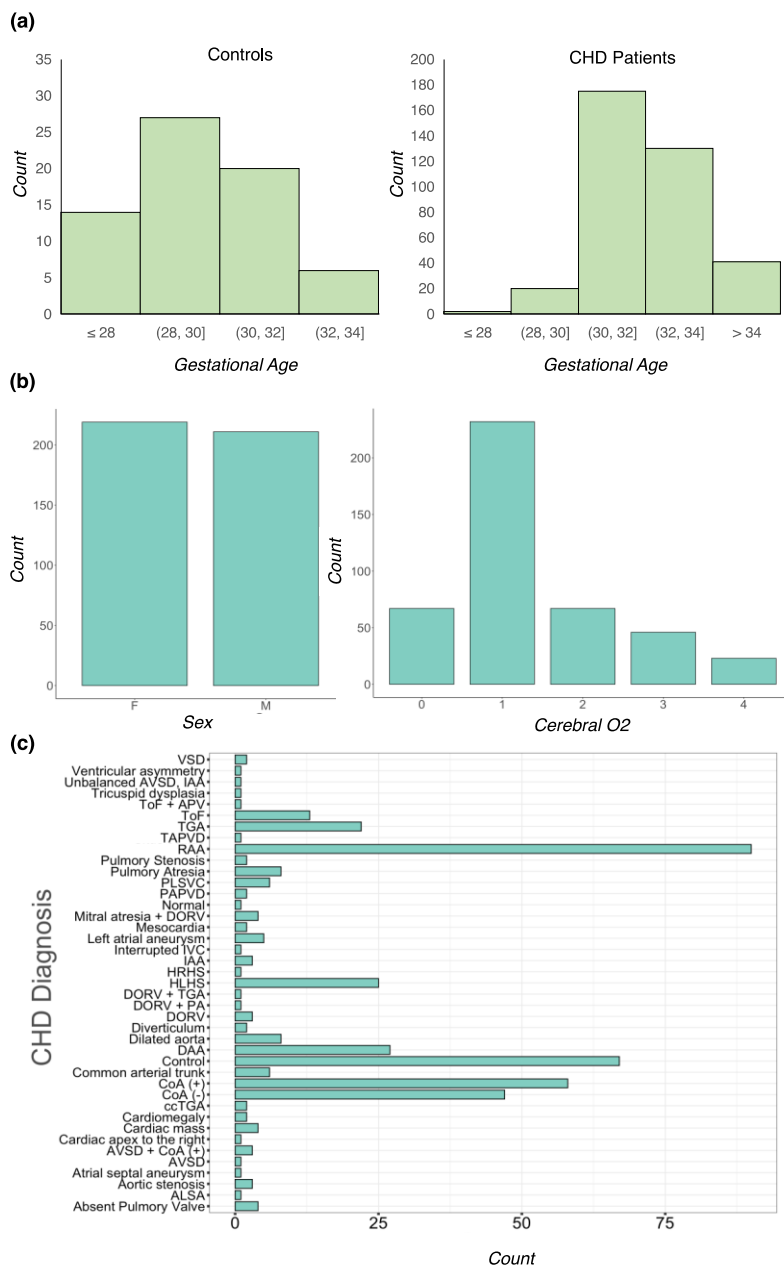 (a)
Controls
CHD Patients
35
30
25
20
15
10
5
0
Count
≤ 28
(28, 30]
(30, 32]
(32, 34]
Gestational Age
200
180
160
140
120
100
80
60
40
20
0
Count
≤ 28
(28, 30]
(30, 32]
(32, 34]
> 34
Gestational Age
(b)
200
150
100
50
0
Count
F
M
Sex
200
150
100
50
0
Count
0
1
2
3
4
Cerebral O2
(c)
CHD Diagnosis
VSD
Ventricular asymmetry
Unbalanced AVSD, IAA
Tricuspid dysplasia
ToF + APV
ToF
TGA
TAPVD
RAA
Pulmory Stenosis
Pulmory Atresia
PLSVC
PAPVD
Normal
Mitral atresia + DORV
Mesocardia
Left atrial aneurysm
Interrupted IVC
IAA
HRHS
HLHS
DORV + TGA
DORV + PA
DORV
Diverticulum
Dilated aorta
DAA
Control
Common arterial trunk
CoA (+)
CoA (-)
ccTGA
Cardiomegaly
Cardiac mass
Cardiac apex to the right
AVSD + CoA (+)
AVSD
Atrial septal aneurysm
Aortic stenosis
ALSA
Absent Pulmory Valve
0
25
50
75
Count